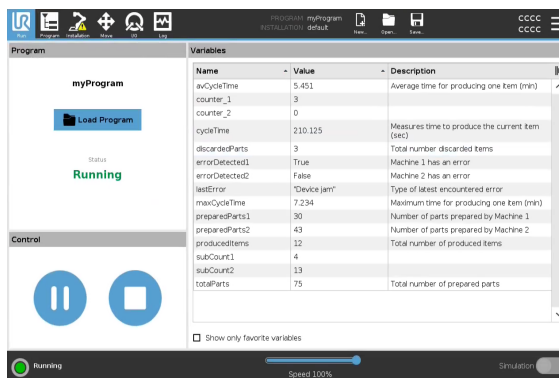 UR
Run
Program
Installation
Move
I/O
Log
PROGRAM myProgram
INSTALLATION default
New...
Open...
Save...
CCCC
CCCC
Program
Variables
myProgram
Load Program
Status
Running
Control
Name Value Description
avCycleTime 5.451 Average time for producing one item (min)
counter_1 3
counter_2 0
cycleTime 210.125 Measures time to produce the current item (sec)
discardedParts 3 Total number discarded items
errorDetected1 True Machine 1 has an error
errorDetected2 False Machine 2 has an error
lastError "Device jam" Type of latest encountered error
maxCycleTime 7.234 Maximum time for producing one item (min)
preparedParts1 30 Number of parts prepared by Machine 1
preparedParts2 43 Number of parts prepared by Machine 2
producedItems 12 Total number of produced items
subCount1 4
subCount2 13
totalParts 75 Total number of prepared parts
Show only favorite variables
Running
Speed 100%
Simulation